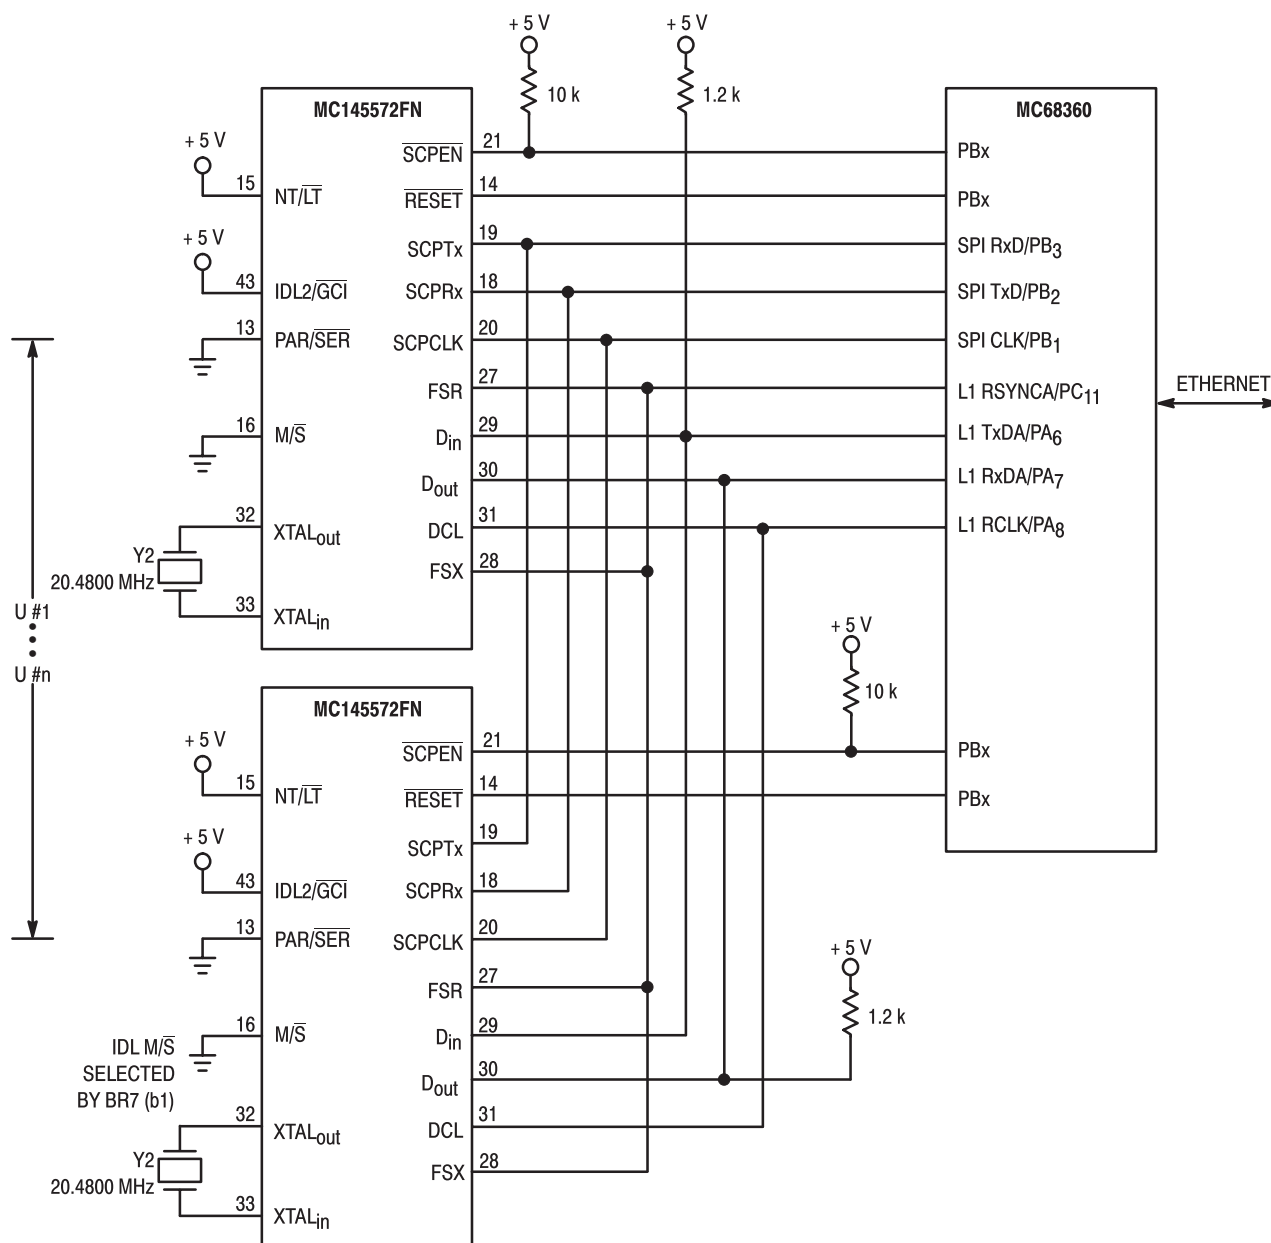 + 5 V
+ 5 V
10 k
1.2 k
MC145572FN
MC68360
+ 5 V
15
NT/LT
SCPEN
21
PBx
RESET
14
PBx
+ 5 V
43
IDL2/GCI
SCPTx
19
SPI RxD/PB3
SCPRx
18
SPI TxD/PB2
13
PAR/SER
SCPCLK
20
SPI CLK/PB1
FSR
27
L1 RSYNCA/PC11
ETHERNET
16
M/S
Din
29
L1 TxDA/PA6
Dout
30
L1 RxDA/PA7
32
XTALout
DCL
31
L1 RCLK/PA8
Y2
20.4800 MHz
FSX
28
33
XTALin
U #1
U #n
+ 5 V
10 k
MC145572FN
+ 5 V
15
NT/LT
SCPEN
21
PBx
RESET
14
PBx
+ 5 V
43
IDL2/GCI
SCPTx
19
SCPRx
18
13
PAR/SER
SCPCLK
20
+ 5 V
1.2 k
FSR
27
16
M/S
Din
29
IDL M/S
SELECTED
BY BR7 (b1)
Dout
30
32
XTALout
DCL
31
Y2
20.4800 MHz
FSX
28
33
XTALin